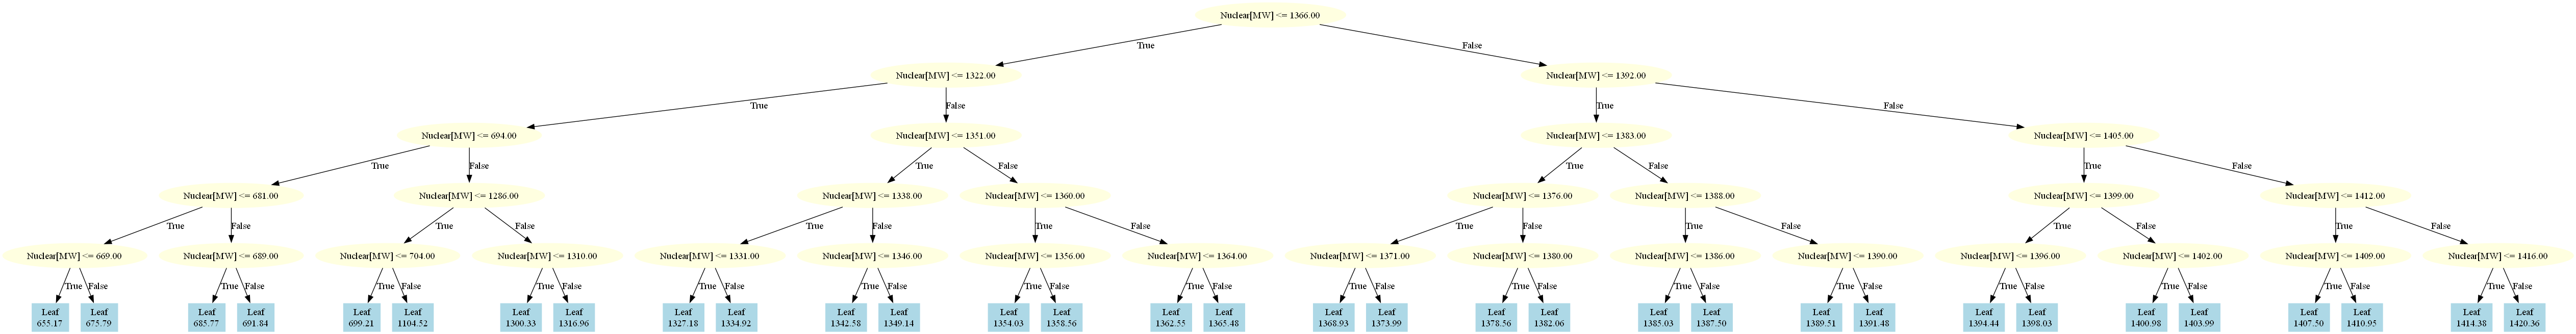 Nuclear[MW] <= 1366.00
True
False
Nuclear[MW] <= 1322.00
Nuclear[MW] <= 1392.00
True
False
True
False
Nuclear[MW] <= 694.00
Nuclear[MW] <= 1351.00
Nuclear[MW] <= 1383.00
Nuclear[MW] <= 1405.00
True
False
True
False
True
False
True
False
Nuclear[MW] <= 681.00
Nuclear[MW] <= 1286.00
Nuclear[MW] <= 1338.00
Nuclear[MW] <= 1360.00
Nuclear[MW] <= 1376.00
Nuclear[MW] <= 1388.00
Nuclear[MW] <= 1399.00
Nuclear[MW] <= 1412.00
True
False
True
False
True
False
True
False
True
False
True
False
True
False
True
False
Nuclear[MW] <= 669.00
Nuclear[MW] <= 689.00
Nuclear[MW] <= 704.00
Nuclear[MW] <= 1310.00
Nuclear[MW] <= 1331.00
Nuclear[MW] <= 1346.00
Nuclear[MW] <= 1356.00
Nuclear[MW] <= 1364.00
Nuclear[MW] <= 1371.00
Nuclear[MW] <= 1380.00
Nuclear[MW] <= 1386.00
Nuclear[MW] <= 1390.00
Nuclear[MW] <= 1396.00
Nuclear[MW] <= 1402.00
Nuclear[MW] <= 1409.00
Nuclear[MW] <= 1416.00
True
False
True
False
True
False
True
False
True
False
True
False
True
False
True
False
True
False
True
False
True
False
True
False
True
False
True
False
True
False
True
False
Leaf
655.17
Leaf
675.79
Leaf
685.77
Leaf
691.84
Leaf
699.21
Leaf
1104.52
Leaf
1300.33
Leaf
1316.96
Leaf
1327.18
Leaf
1334.92
Leaf
1342.58
Leaf
1349.14
Leaf
1354.03
Leaf
1358.56
Leaf
1362.55
Leaf
1365.48
Leaf
1368.93
Leaf
1373.99
Leaf
1378.56
Leaf
1382.06
Leaf
1385.03
Leaf
1387.50
Leaf
1389.51
Leaf
1391.48
Leaf
1394.44
Leaf
1398.03
Leaf
1400.98
Leaf
1403.99
Leaf
1407.50
Leaf
1410.95
Leaf
1414.38
Leaf
1420.36